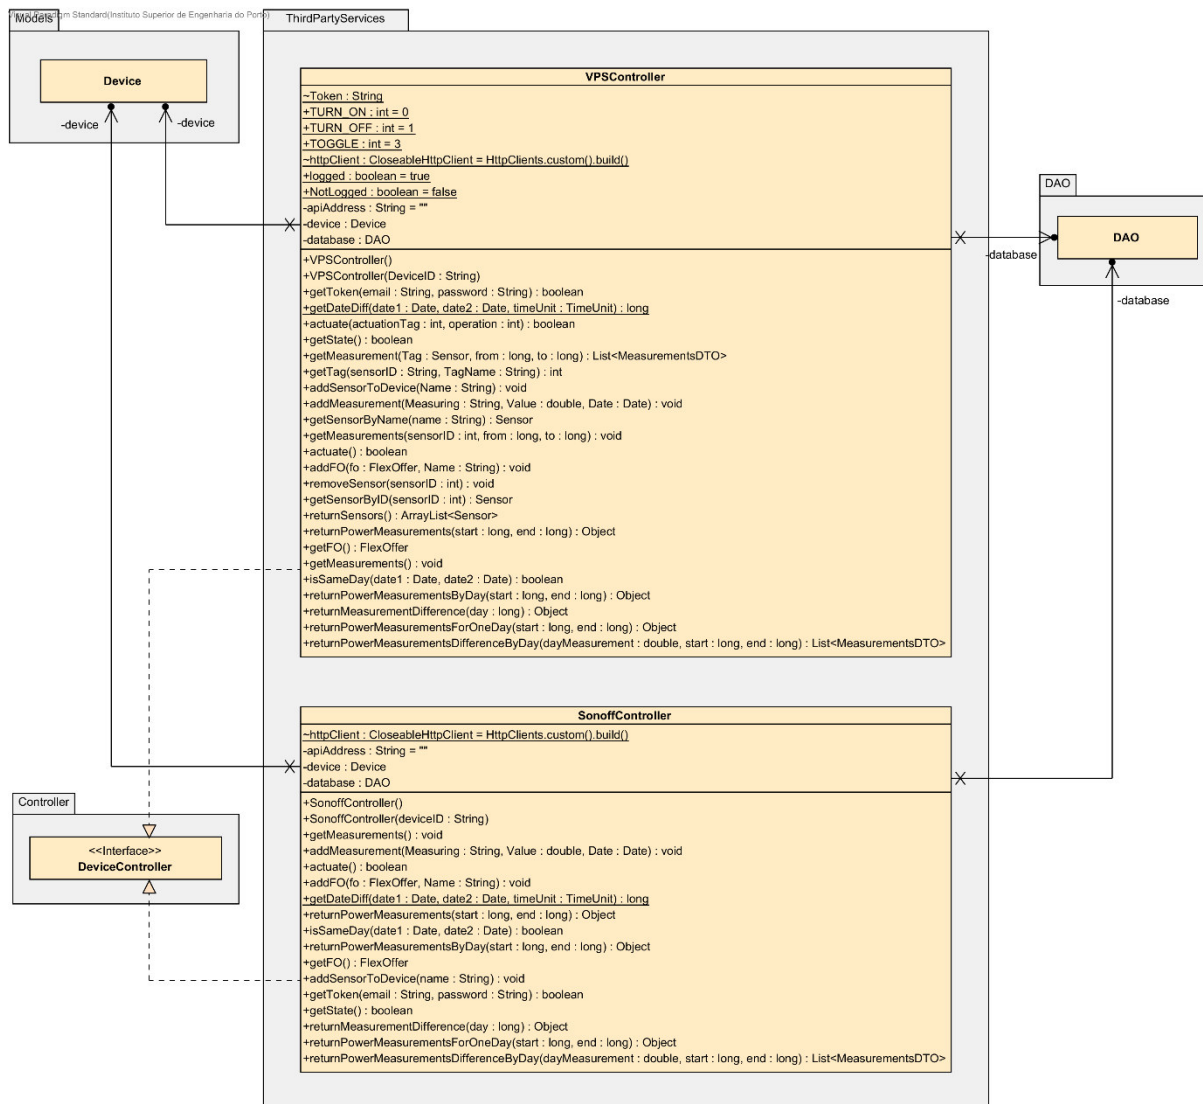 Visual Paradigm Standard(Instituto Superior de Engenharia do Porto)
Models
Device
-device
-device
ThirdPartyServices
VPSController
~Token : String
+TURN_ON : int = 0
+TURN_OFF : int = 1
+TOGGLE : int = 3
~httpClient : CloseableHttpClient = HttpClients.custom().build()
+logged : boolean = true
+NotLogged : boolean = false
-apiAddress : String = ""
-device : Device
-database : DAO
+VPSController()
+VPSController(DeviceID : String)
+getToken(email : String, password : String) : boolean
+getDateDiff(date1 : Date, date2 : Date, timeUnit : TimeUnit) : long
+actuate(actuationTag : int, operation : int) : boolean
+getState() : boolean
+getMeasurement(Tag : Sensor, from : long, to : long) : List<MeasurementsDTO>
+getTag(sensorID : String, TagName : String) : int
+addSensorToDevice(Name : String) : void
+addMeasurement(Measuring : String, Value : double, Date : Date) : void
+getSensorByName(name : String) : Sensor
+getMeasurements(sensorID : int, from : long, to : long) : void
+actuate() : boolean
+addFO(fo : FlexOffer, Name : String) : void
+removeSensor(sensorID : int) : void
+getSensorByID(sensorID : int) : Sensor
+returnSensors() : ArrayList<Sensor>
+returnPowerMeasurements(start : long, end : long) : Object
+getFO() : FlexOffer
+getMeasurements() : void
+isSameDay(date1 : Date, date2 : Date) : boolean
+returnPowerMeasurementsByDay(start : long, end : long) : Object
+returnMeasurementDifference(day : long) : Object
+returnPowerMeasurementsForOneDay(start : long, end : long) : Object
+returnPowerMeasurementsDifferenceByDay(dayMeasurement : double, start : long, end : long) : List<MeasurementsDTO>
DAO
DAO
-database
-database
SonoffController
~httpClient : CloseableHttpClient = HttpClients.custom().build()
-apiAddress : String = ""
-device : Device
-database : DAO
+SonoffController()
+SonoffController(deviceID : String)
+getMeasurements() : void
+addMeasurement(Measuring : String, Value : double, Date : Date) : void
+actuate() : boolean
+addFO(fo : FlexOffer, Name : String) : void
+getDateDiff(date1 : Date, date2 : Date, timeUnit : TimeUnit) : long
+returnPowerMeasurements(start : long, end : long) : Object
+isSameDay(date1 : Date, date2 : Date) : boolean
+returnPowerMeasurementsByDay(start : long, end : long) : Object
+getFO() : FlexOffer
+addSensorToDevice(name : String) : void
+getToken(email : String, password : String) : boolean
+getState() : boolean
+returnMeasurementDifference(day : long) : Object
+returnPowerMeasurementsForOneDay(start : long, end : long) : Object
+returnPowerMeasurementsDifferenceByDay(dayMeasurement : double, start : long, end : long) : List<MeasurementsDTO>
Controller
<<Interface>>
DeviceController